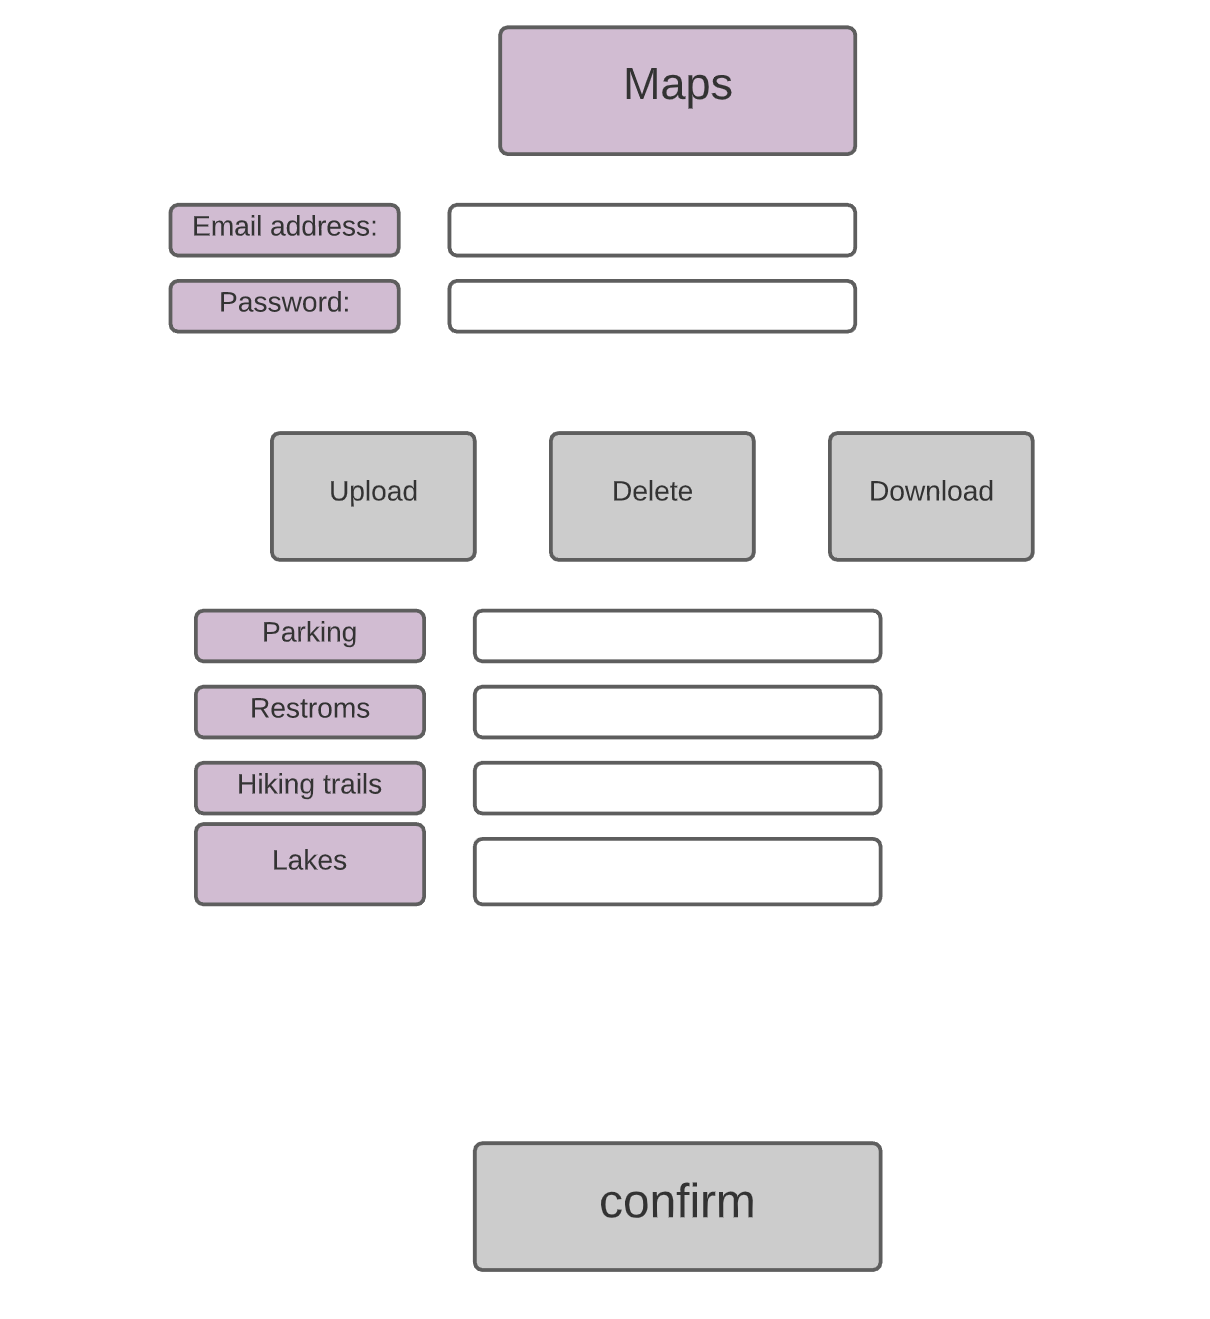 Maps
Email address:
Password:
Upload
Delete
Download
Parking
Restroms
Hiking trails
Lakes
confirm